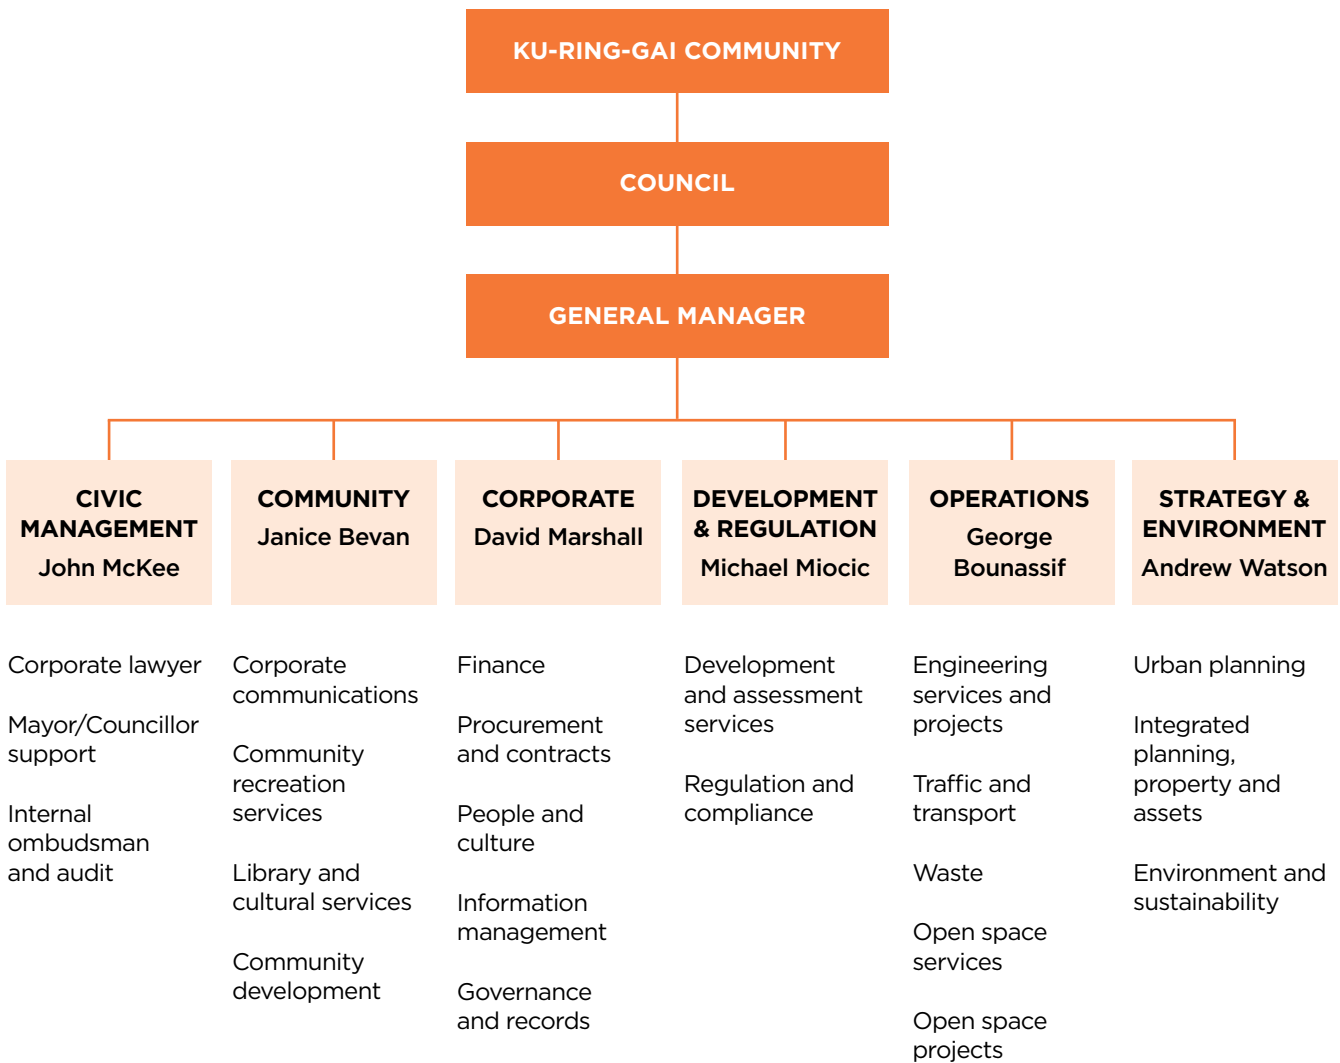 KU-RING-GAI COMMUNITY
COUNCIL
GENERAL MANAGER
CIVIC
MANAGEMENT
John McKee
Corporate lawyer
Mayor/Councillor
support
Internal
ombudsman
and audit
COMMUNITY
Janice Bevan
Corporate
communications
Community
recreation
services
Library and
cultural services
Community
development
CORPORATE
David Marshall
Finance
Procurement
and contracts
People and
culture
Information
management
Governance
and records
DEVELOPMENT
& REGULATION
Michael Miocic
Development
and assessment
services
Regulation and
compliance
OPERATIONS
George
Bounassif
Engineering
services and
projects
Traffic and
transport
Waste
Open space
services
Open space
projects
STRATEGY &
ENVIRONMENT
Andrew Watson
Urban planning
Integrated
planning,
property and
assets
Environment and
sustainability